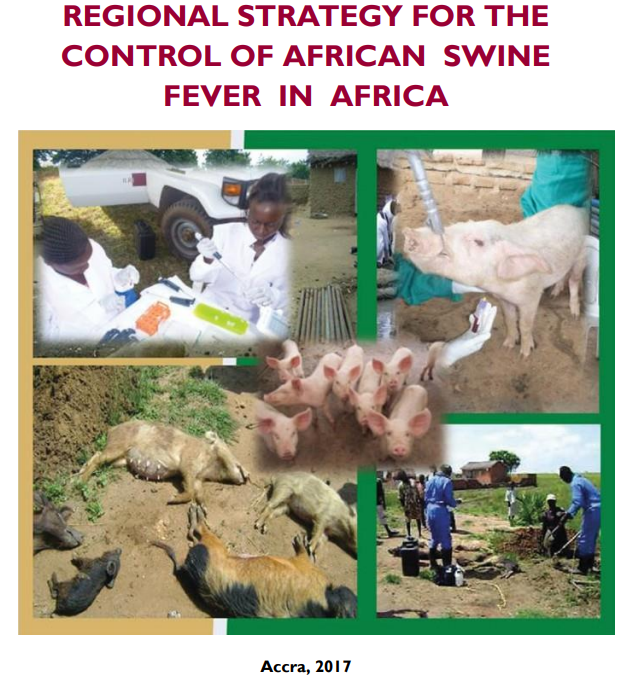 REGIONAL STRATEGY FOR THE
CONTROL OF AFRICAN SWINE
FEVER IN AFRICA
Accra, 2017